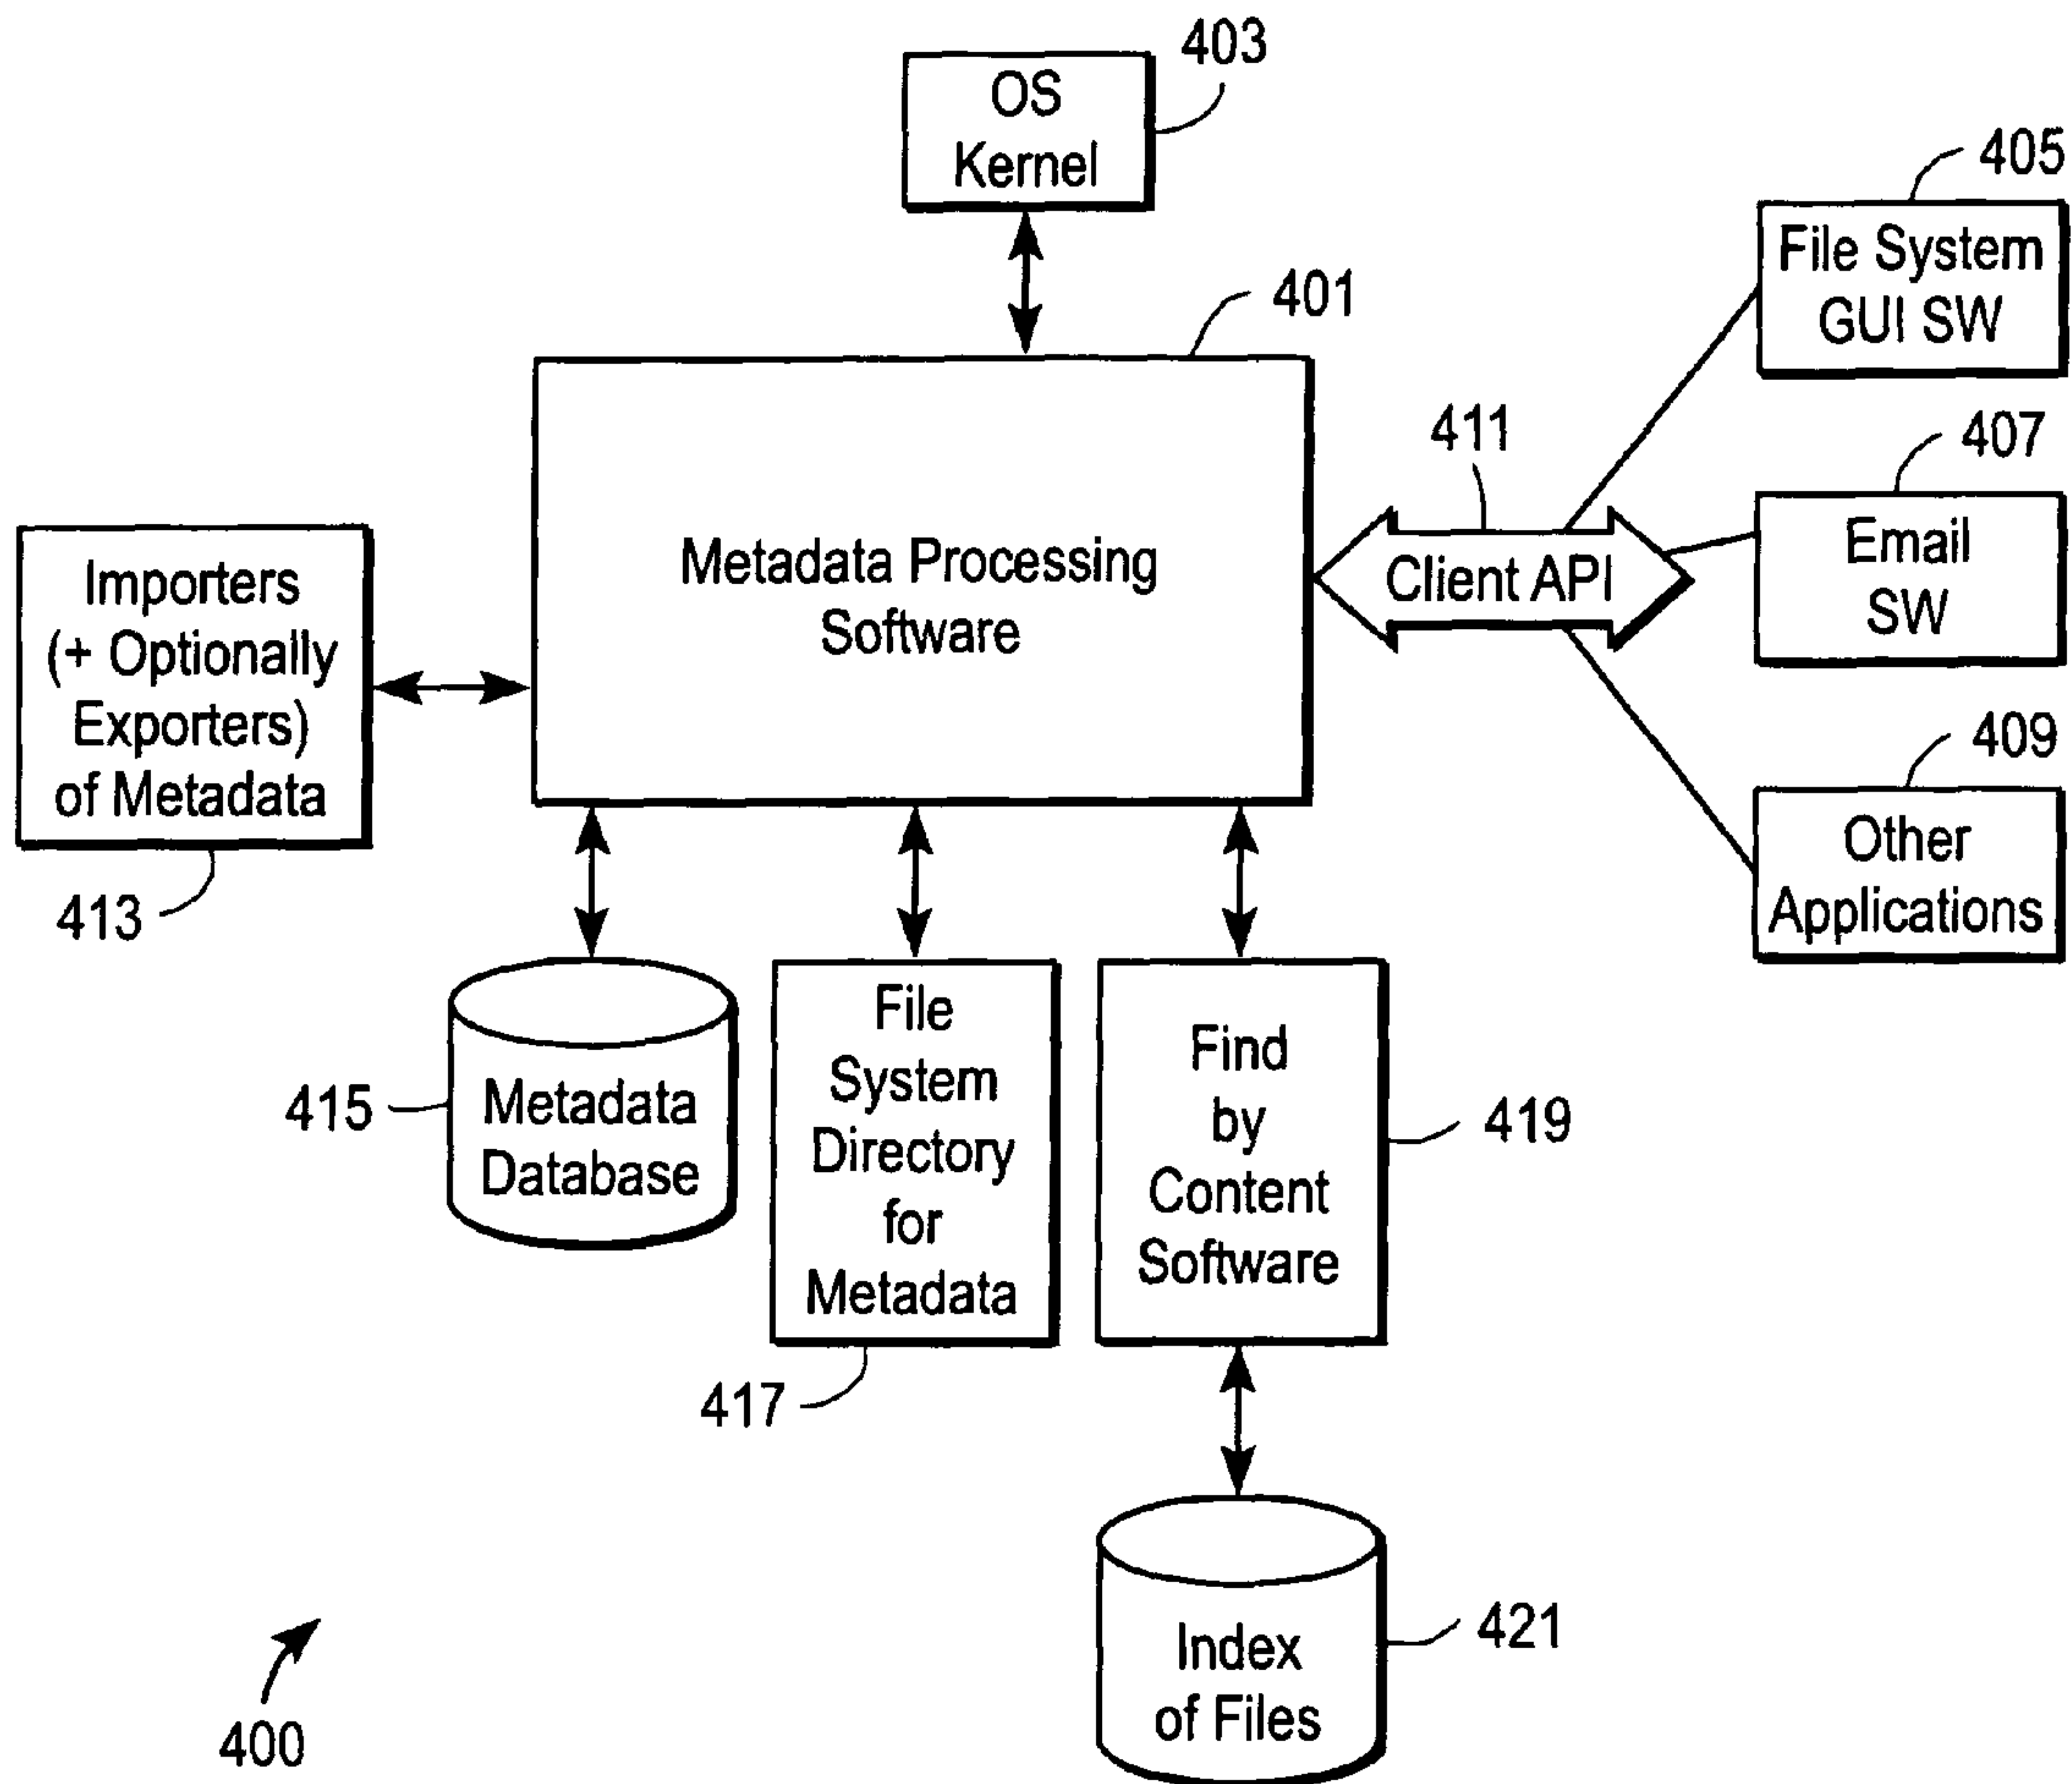 403
OS
Kernel
405
File System
GUI SW
401
411
407
Metadata Processing
Software
Client API
Email
SW
Importers
(+ Optionally
Exporters)
of Metadata
413
409
Other
Applications
415
Metadata
Database
File
System
Directory
for
Metadata
417
Find
by
Content
Software
419
Index
of Files
421
400